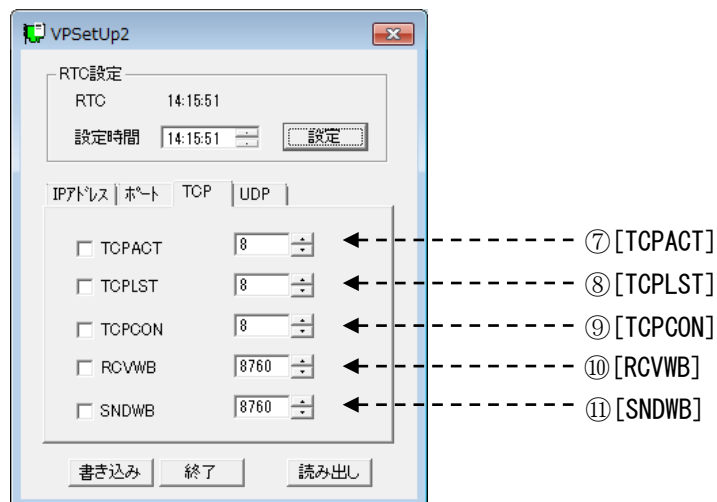 VPSetUp2
RTC設定
RTC 14:15:51
設定時間 14:15:51 設定
IPｱﾄﾞﾚｽ ﾎﾟｰﾄ TCP UDP
TCPACT 8 ⑦[TCPACT]
TCPLST 8 ⑧[TCPLST]
TCPCON 8 ⑨[TCPCON]
RCVWB 8760 ⑩[RCVWB]
SNDWB 8760 ⑪[SNDWB]
書き込み 終了 読み出し